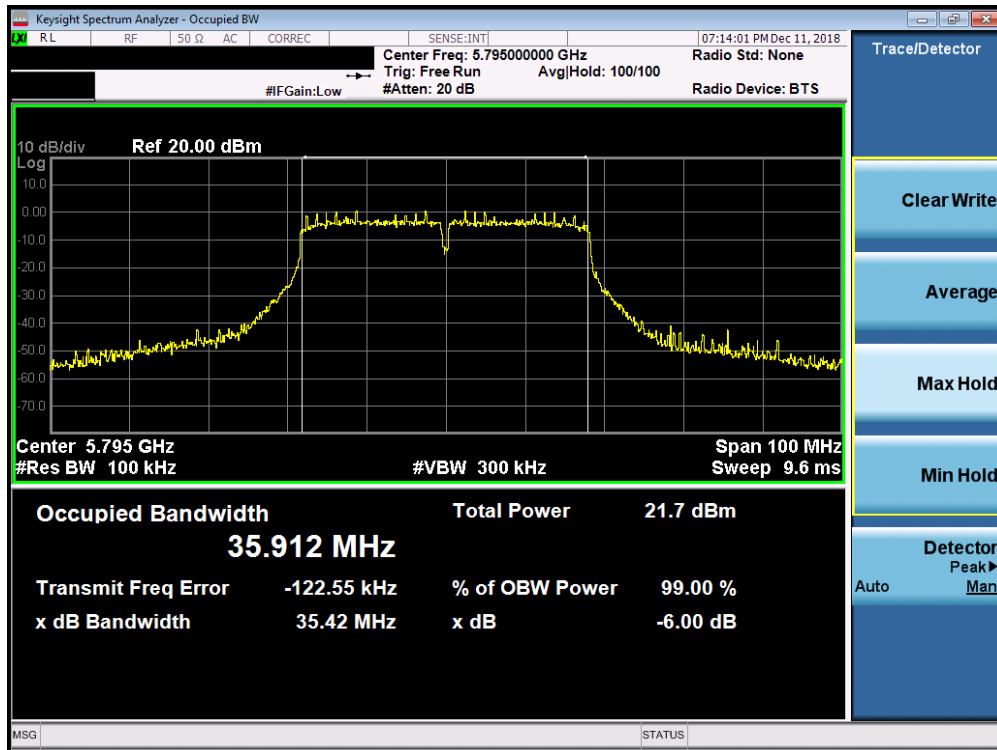 Keysight Spectrum Analyzer - Occupied BW
LXI RL RF 50 Ω AC CORREC SENSE:INT 07:14:01 PM Dec 11, 2018
Center Freq: 5.795000000 GHz Radio Std: None
Trig: Free Run Avg|Hold: 100/100
#IFGain:Low #Atten: 20 dB Radio Device: BTS
10 dB/div Ref 20.00 dBm
Log
10.0
0.00
-10.0
-20.0
-30.0
-40.0
-50.0
-60.0
-70.0
Center 5.795 GHz Span 100 MHz
#Res BW 100 kHz #VBW 300 kHz Sweep 9.6 ms
Occupied Bandwidth Total Power 21.7 dBm
35.912 MHz
Transmit Freq Error -122.55 kHz % of OBW Power 99.00 %
x dB Bandwidth 35.42 MHz x dB -6.00 dB
Trace/Detector
Clear Write
Average
Max Hold
Min Hold
Detector
Peak▶
Auto Man
MSG STATUS